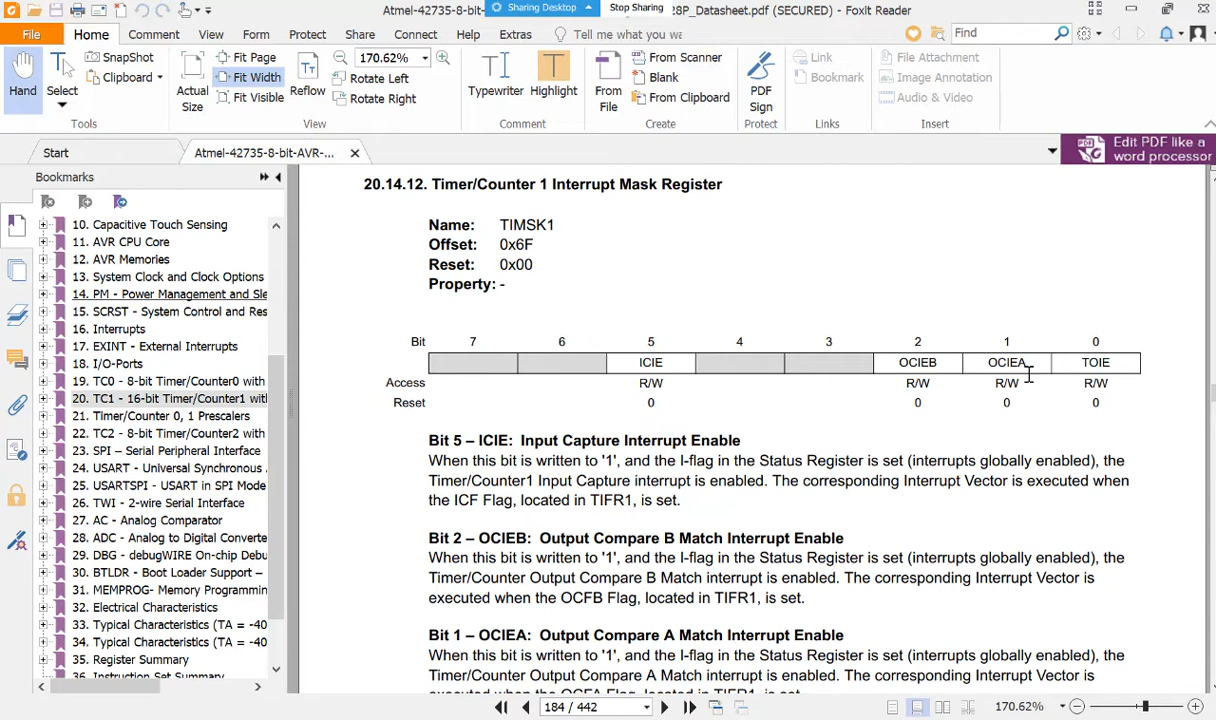 Atmel-42735-8-bit- Sharing Desktop Stop Sharing 28P_Datasheet.pdf (SECURED) - Foxit Reader
File Home Comment View Form Protect Share Connect Help Extras Tell me what you wa Find
Hand
Select
SnapShot
Clipboard
Tools
Actual
Size
Fit Page
Fit Width
Fit Visible
Reflow
170.62%
Rotate Left
Rotate Right
View
Typewriter
Highlight
Comment
From
File
From Scanner
Blank
From Clipboard
Create
PDF
Sign
Protect
Link
Bookmark
Links
File Attachment
Image Annotation
Audio & Video
Insert
Start Atmel-42735-8-bit-AVR-...
Edit PDF like a
word processor
Bookmarks
10. Capacitive Touch Sensing
11. AVR CPU Core
12. AVR Memories
13. System Clock and Clock Options
14. PM - Power Management and Sle
15. SCRST - System Control and Res
16. Interrupts
17. EXINT - External Interrupts
18. I/O-Ports
19. TC0 - 8-bit Timer/Counter0 with
20. TC1 - 16-bit Timer/Counter1 with
21. Timer/Counter 0, 1 Prescalers
22. TC2 - 8-bit Timer/Counter2 with
23. SPI – Serial Peripheral Interface
24. USART - Universal Synchronous
25. USARTSPI - USART in SPI Mode
26. TWI - 2-wire Serial Interface
27. AC - Analog Comparator
28. ADC - Analog to Digital Converte
29. DBG - debugWIRE On-chip Debu
30. BTLDR - Boot Loader Support –
31. MEMPROG- Memory Programmin
32. Electrical Characteristics
33. Typical Characteristics (TA = -40
34. Typical Characteristics (TA = -40
35. Register Summary
36. Instruction Set Summary
20.14.12. Timer/Counter 1 Interrupt Mask Register
Name: TIMSK1
Offset: 0x6F
Reset: 0x00
Property: -
Bit 7 6 5 4 3 2 1 0
ICIE OCIEB OCIEA TOIE
Access R/W R/W R/W R/W
Reset 0 0 0 0
Bit 5 – ICIE: Input Capture Interrupt Enable
When this bit is written to '1', and the I-flag in the Status Register is set (interrupts globally enabled), the
Timer/Counter1 Input Capture interrupt is enabled. The corresponding Interrupt Vector is executed when
the ICF Flag, located in TIFR1, is set.
Bit 2 – OCIEB: Output Compare B Match Interrupt Enable
When this bit is written to '1', and the I-flag in the Status Register is set (interrupts globally enabled), the
Timer/Counter Output Compare B Match interrupt is enabled. The corresponding Interrupt Vector is
executed when the OCFB Flag, located in TIFR1, is set.
Bit 1 – OCIEA: Output Compare A Match Interrupt Enable
When this bit is written to '1', and the I-flag in the Status Register is set (interrupts globally enabled), the
Timer/Counter Output Compare A Match interrupt is enabled. The corresponding Interrupt Vector is
executed when the OCFA Flag, located in TIFR1, is set.
184 / 442 170.62%